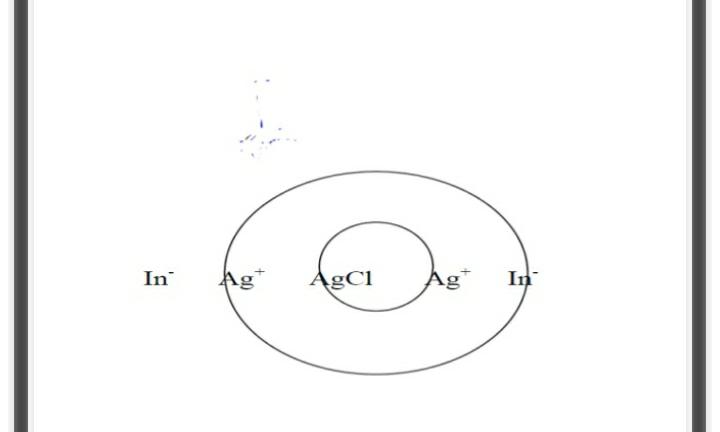 In⁻ Ag⁺ AgCl Ag⁺ In⁻